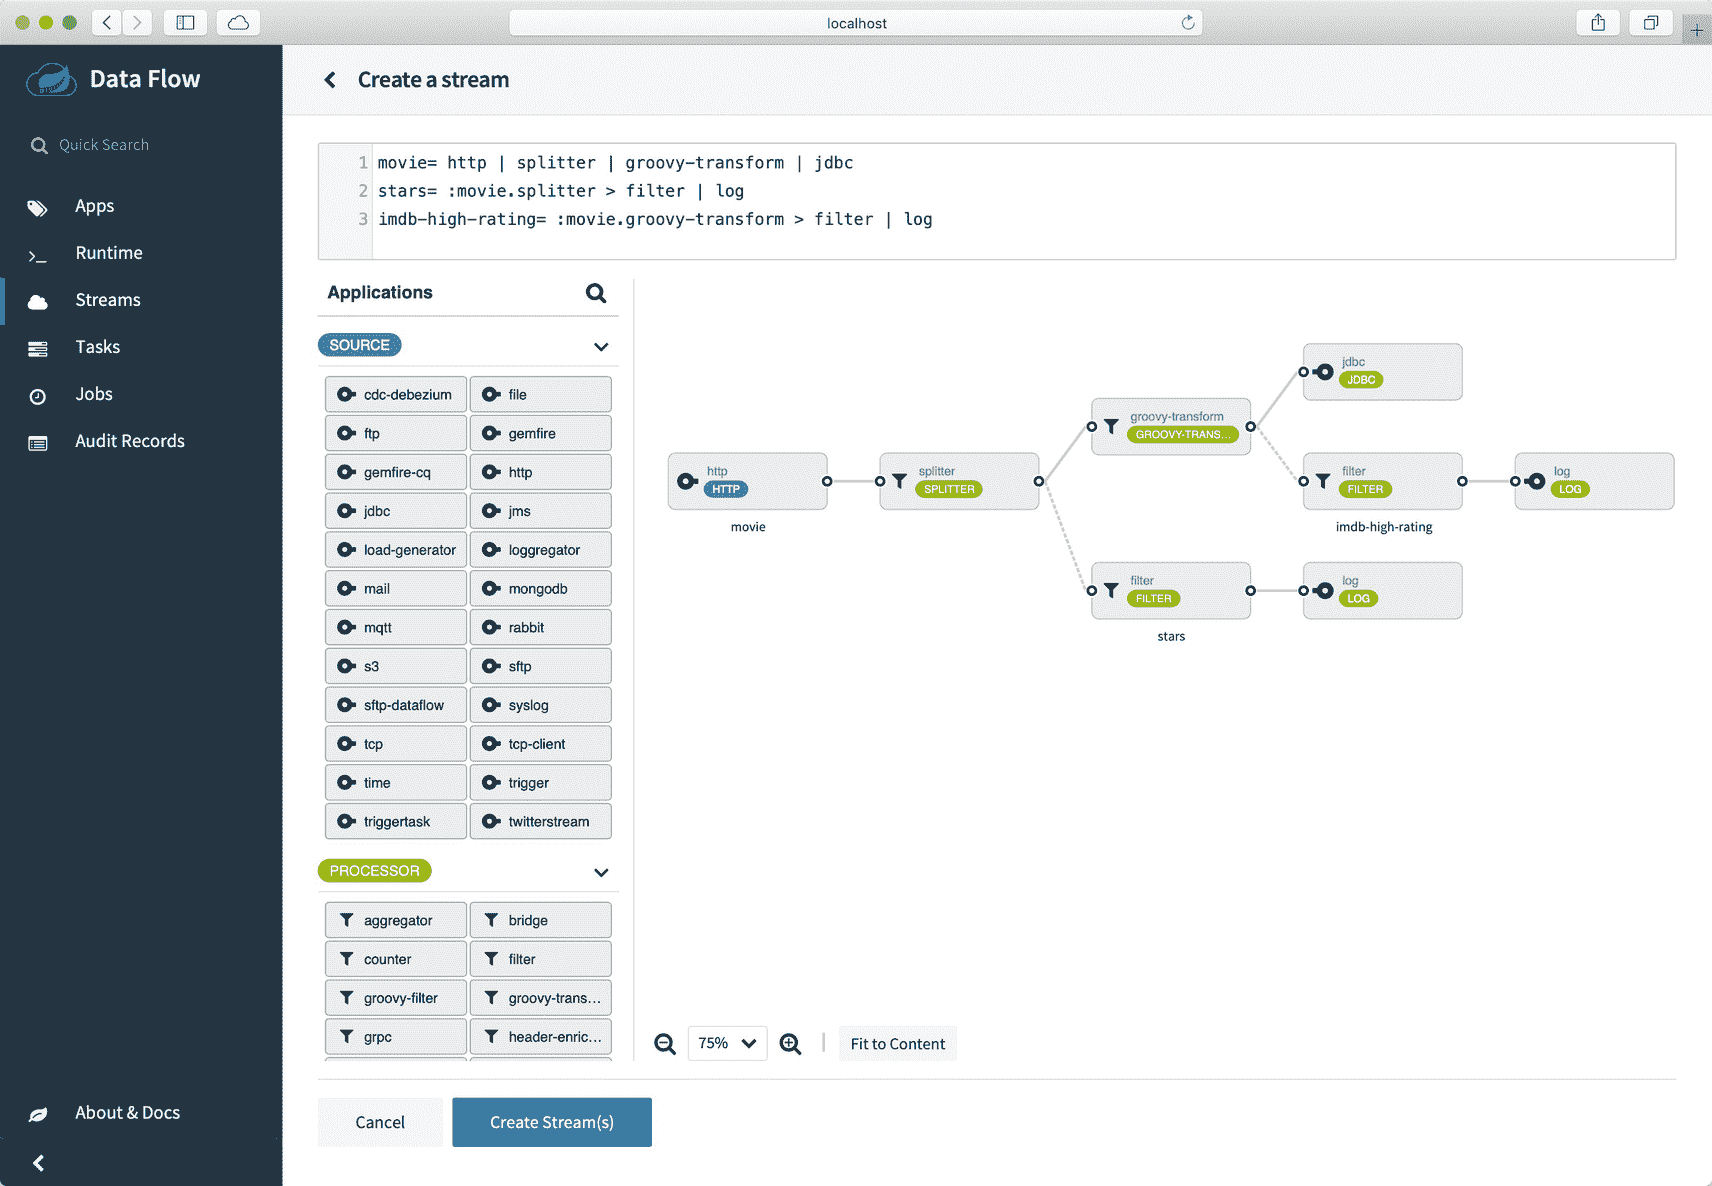 localhost
Data Flow
Create a stream
Quick Search
Apps
Runtime
Streams
Tasks
Jobs
Audit Records
About & Docs
1 movie= http | splitter | groovy-transform | jdbc
2 stars= :movie.splitter > filter | log
3 imdb-high-rating= :movie.groovy-transform > filter | log
Applications
SOURCE
cdc-debezium file
ftp gemfire
gemfire-cq http
jdbc jms
load-generator loggregator
mail mongodb
mqtt rabbit
s3 sftp
sftp-dataflow syslog
tcp tcp-client
time trigger
triggertask twitterstream
PROCESSOR
aggregator bridge
counter filter
groovy-filter groovy-trans...
grpc header-enric...
http
HTTP
movie
splitter
SPLITTER
groovy-transform
GROOVY-TRANS...
jdbc
JDBC
filter
FILTER
imdb-high-rating
log
LOG
filter
FILTER
stars
log
LOG
75%
Fit to Content
Cancel
Create Stream(s)